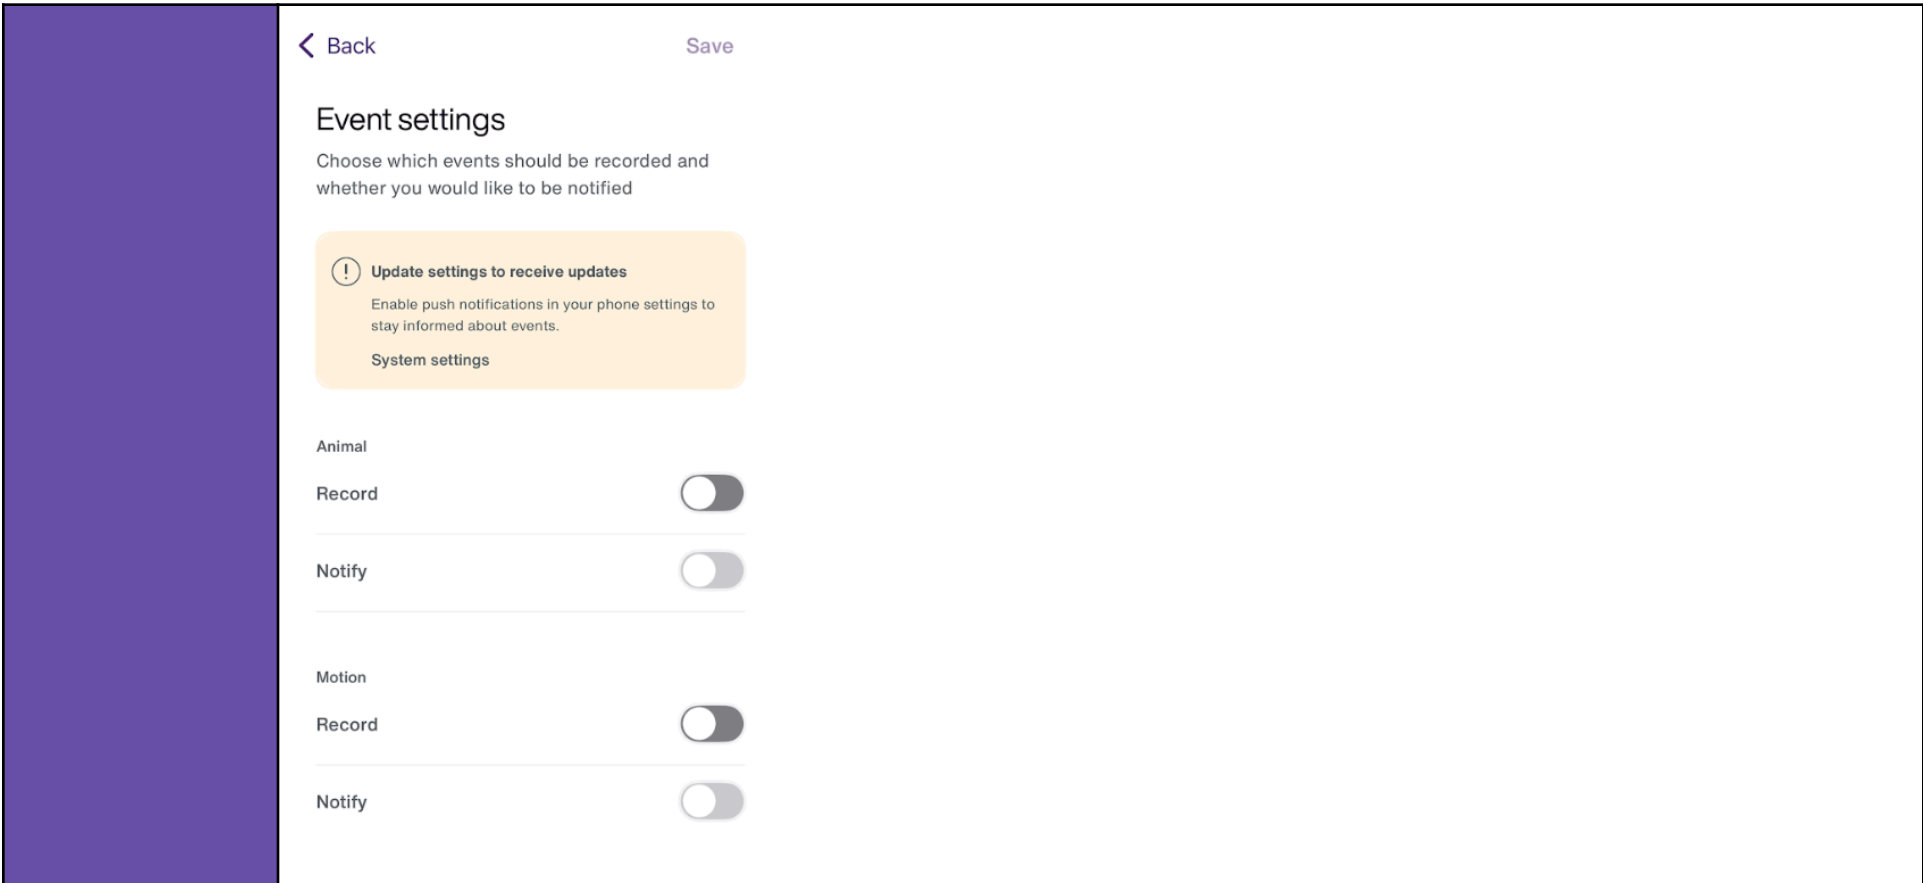 Back
Save
Event settings
Choose which events should be recorded and
whether you would like to be notified
Update settings to receive updates
Enable push notifications in your phone settings to
stay informed about events.
System settings
Animal
Record
Notify
Motion
Record
Notify